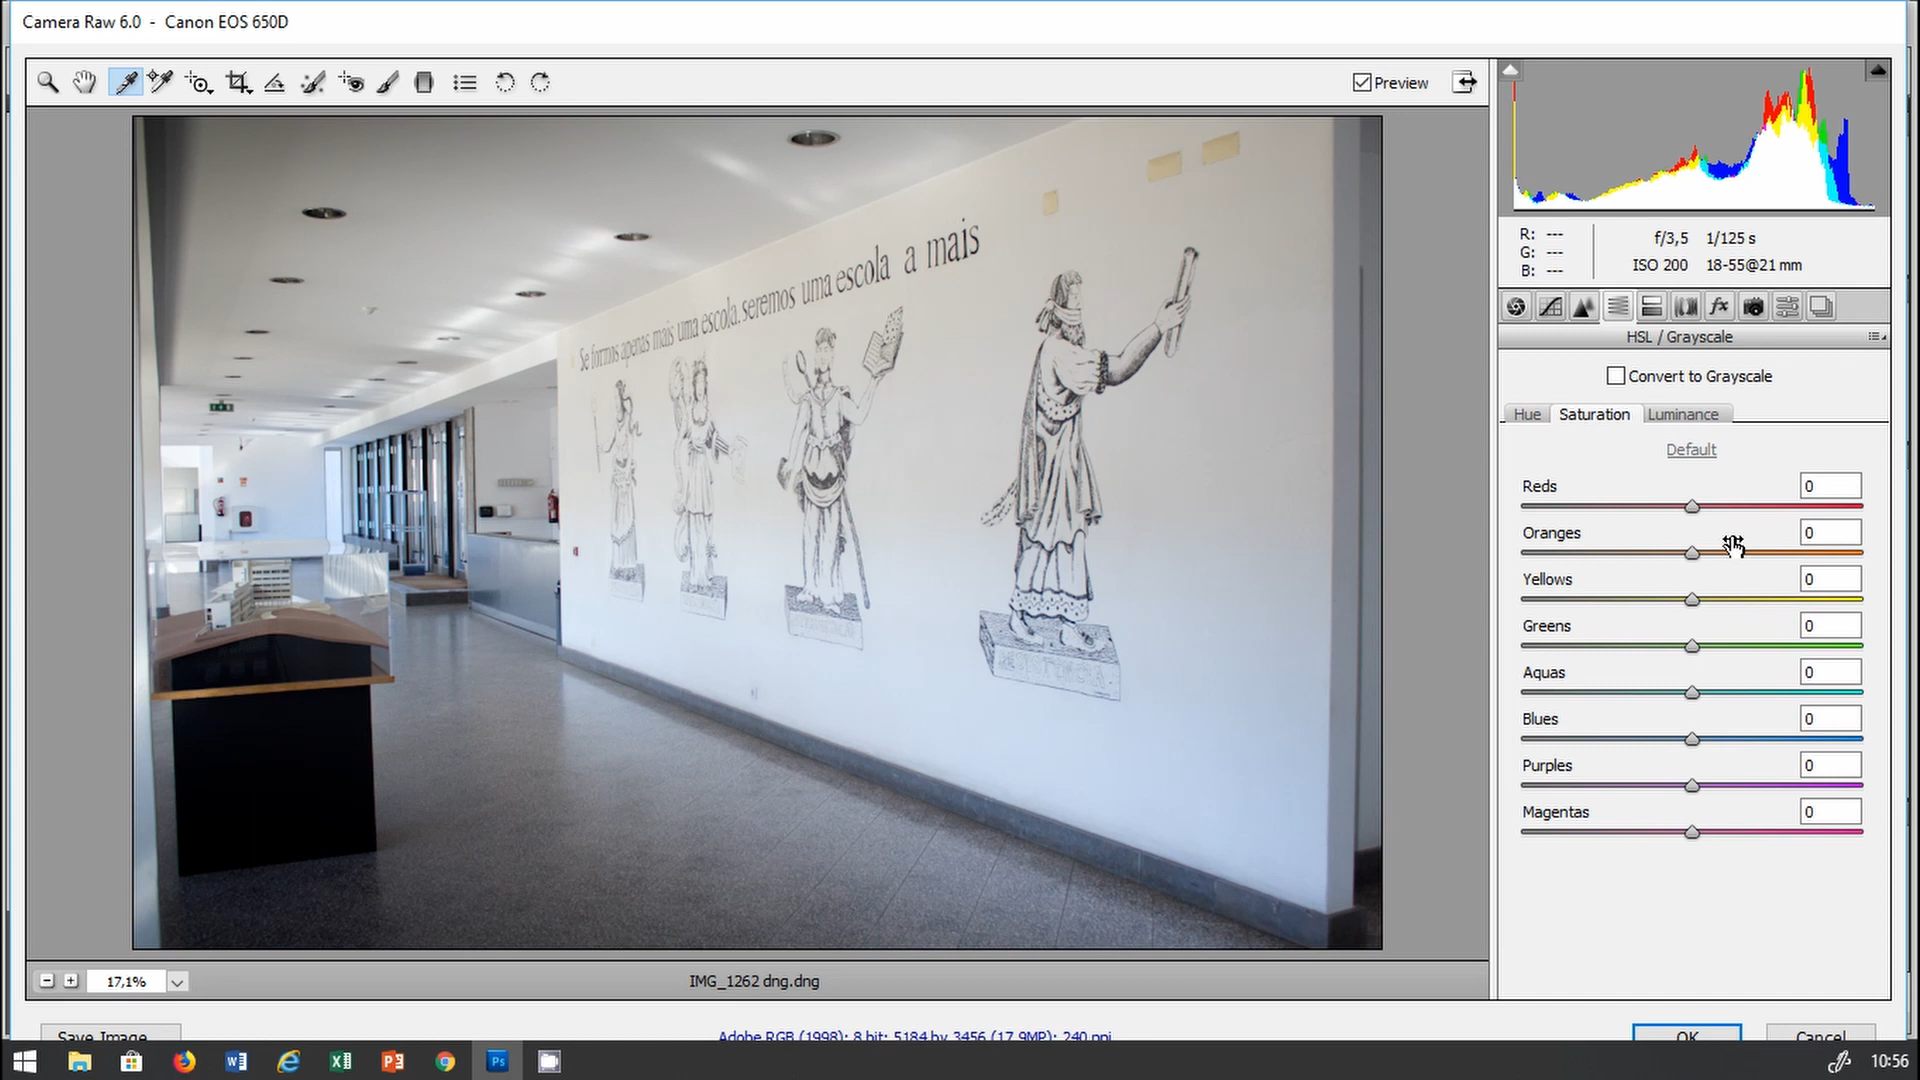 Camera Raw 6.0 - Canon EOS 650D
Preview
R: ---
G: ---
B: ---
f/3,5 1/125 s
ISO 200 18-55@21 mm
HSL / Grayscale
Convert to Grayscale
Hue Saturation Luminance
Default
Reds 0
Oranges 0
Yellows 0
Greens 0
Aquas 0
Blues 0
Purples 0
Magentas 0
Se formos apenas mais uma escola. seremos uma escola a mais
17,1%
IMG_1262 dng.dng
Save Image...
Adobe RGB (1998); 8 bit; 5184 by 3456 (17,9MP); 240 ppi
OK
Cancel
10:56